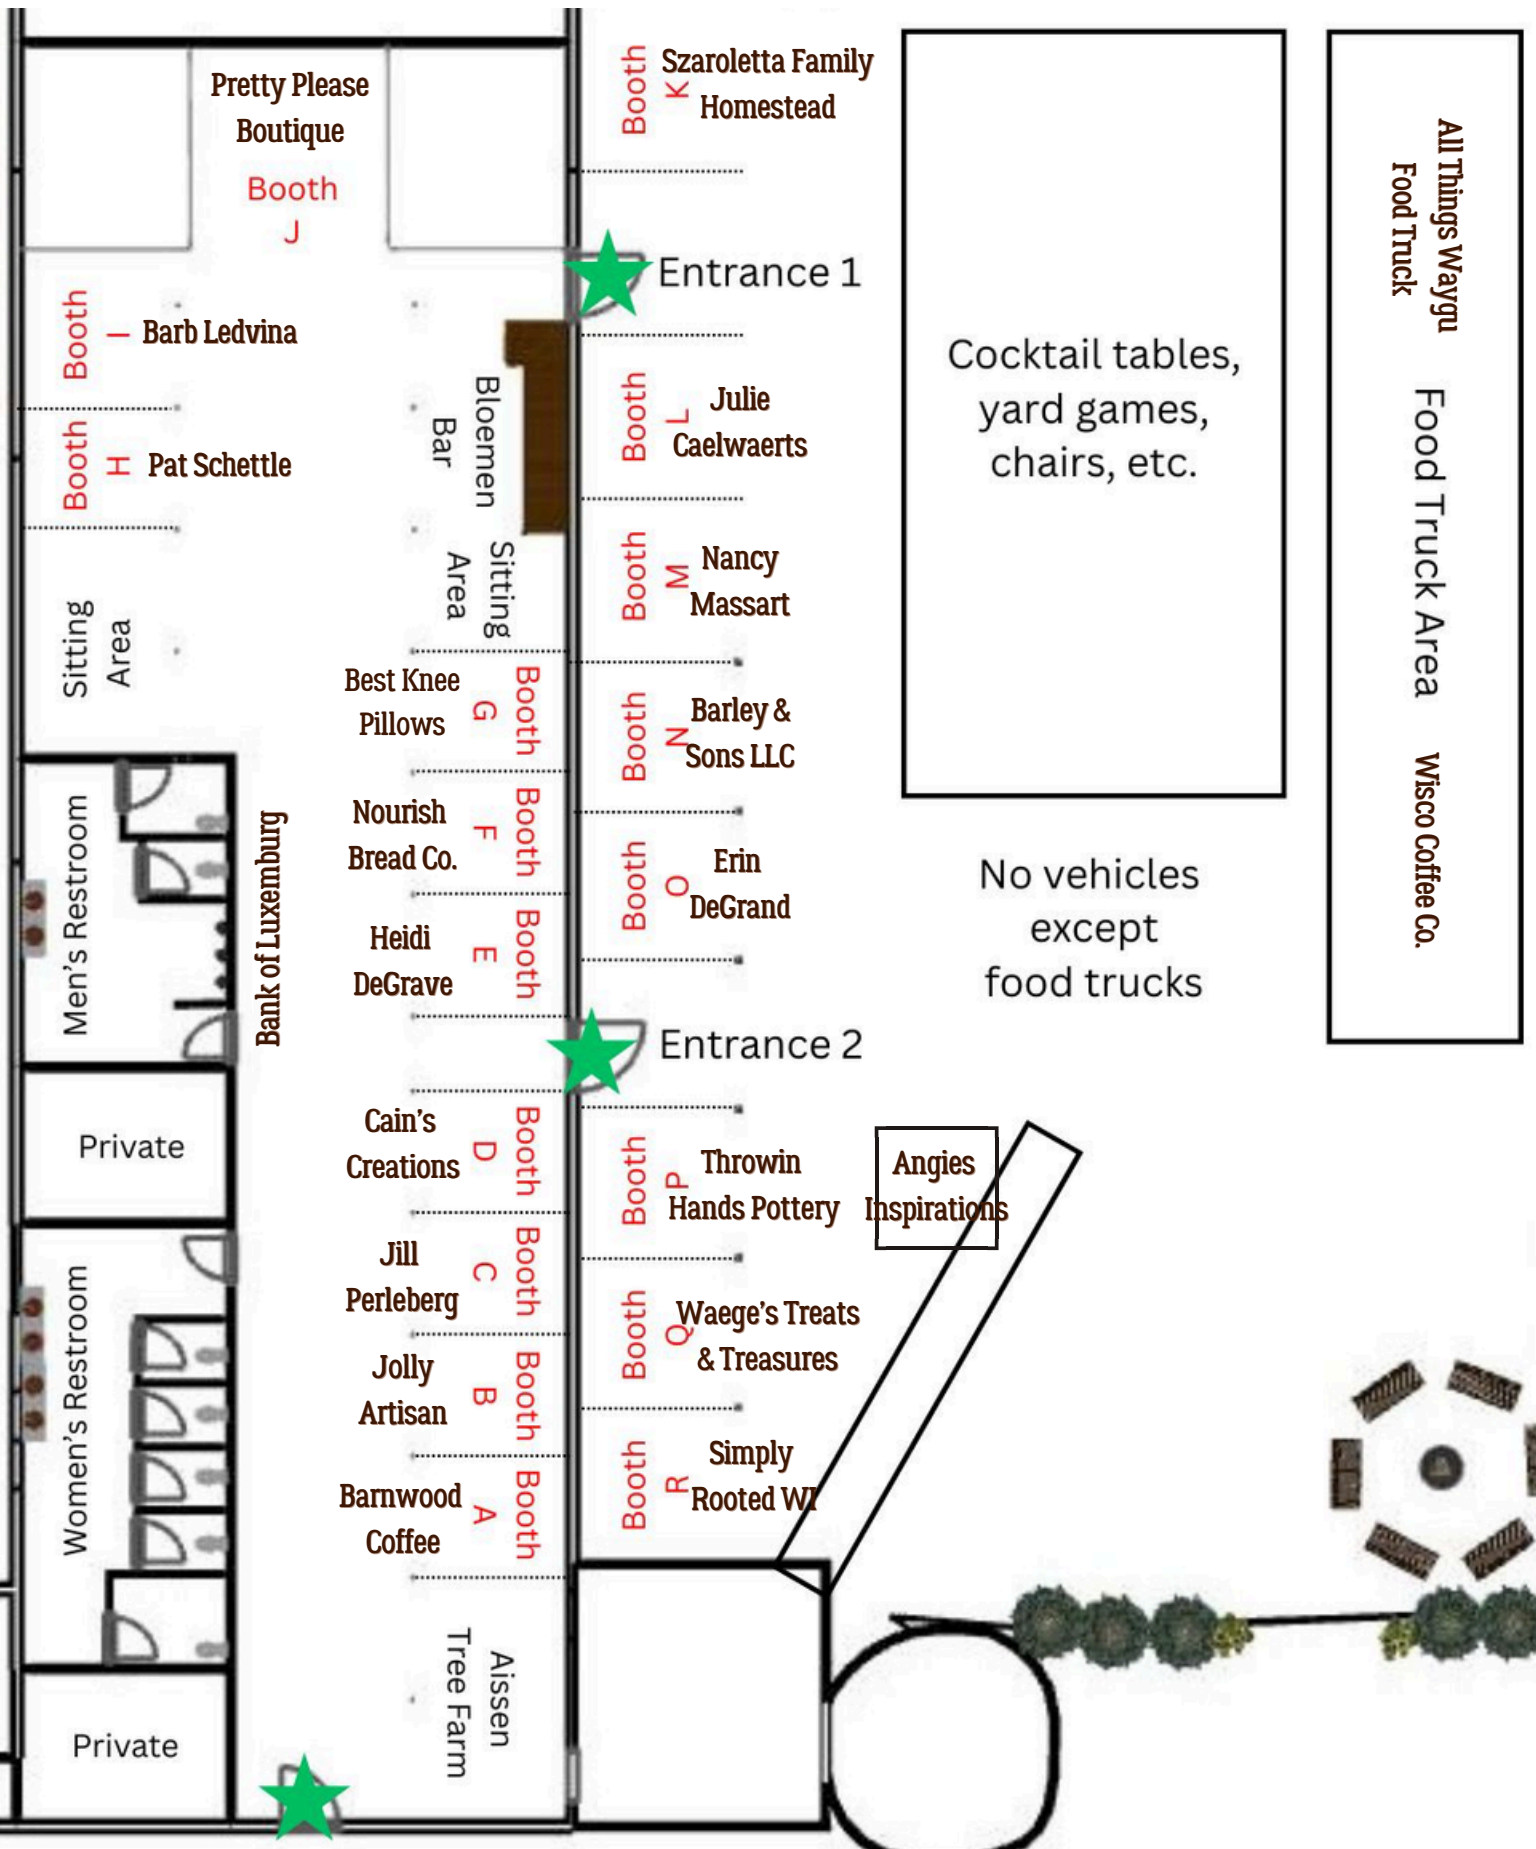 Pretty Please
Boutique
Booth
J
Booth
I
Barb Ledvina
Booth
H
Pat Schettle
Sitting
Area
Bloemen
Bar
Sitting
Area
Best Knee
Pillows
G
Booth
Nourish
Bread Co.
F
Booth
Heidi
DeGrave
E
Booth
Men's Restroom
Bank of Luxemburg
Private
Women's Restroom
Private
Cain's
Creations
D
Booth
Jill
Perleberg
C
Booth
Jolly
Artisan
B
Booth
Barnwood
Coffee
A
Booth
Aissen
Tree Farm
Booth
K
Szaroletta Family
Homestead
Entrance 1
Booth
L
Julie
Caelwaerts
Booth
M
Nancy
Massart
Booth
N
Barley &
Sons LLC
Booth
O
Erin
DeGrand
Entrance 2
Booth
P
Throwin
Hands Pottery
Angies
Inspirations
Booth
Q
Waege's Treats
& Treasures
Booth
R
Simply
Rooted WI
Cocktail tables,
yard games,
chairs, etc.
No vehicles
except
food trucks
All Things Waygu
Food Truck
Food Truck Area
Wisco Coffee Co.